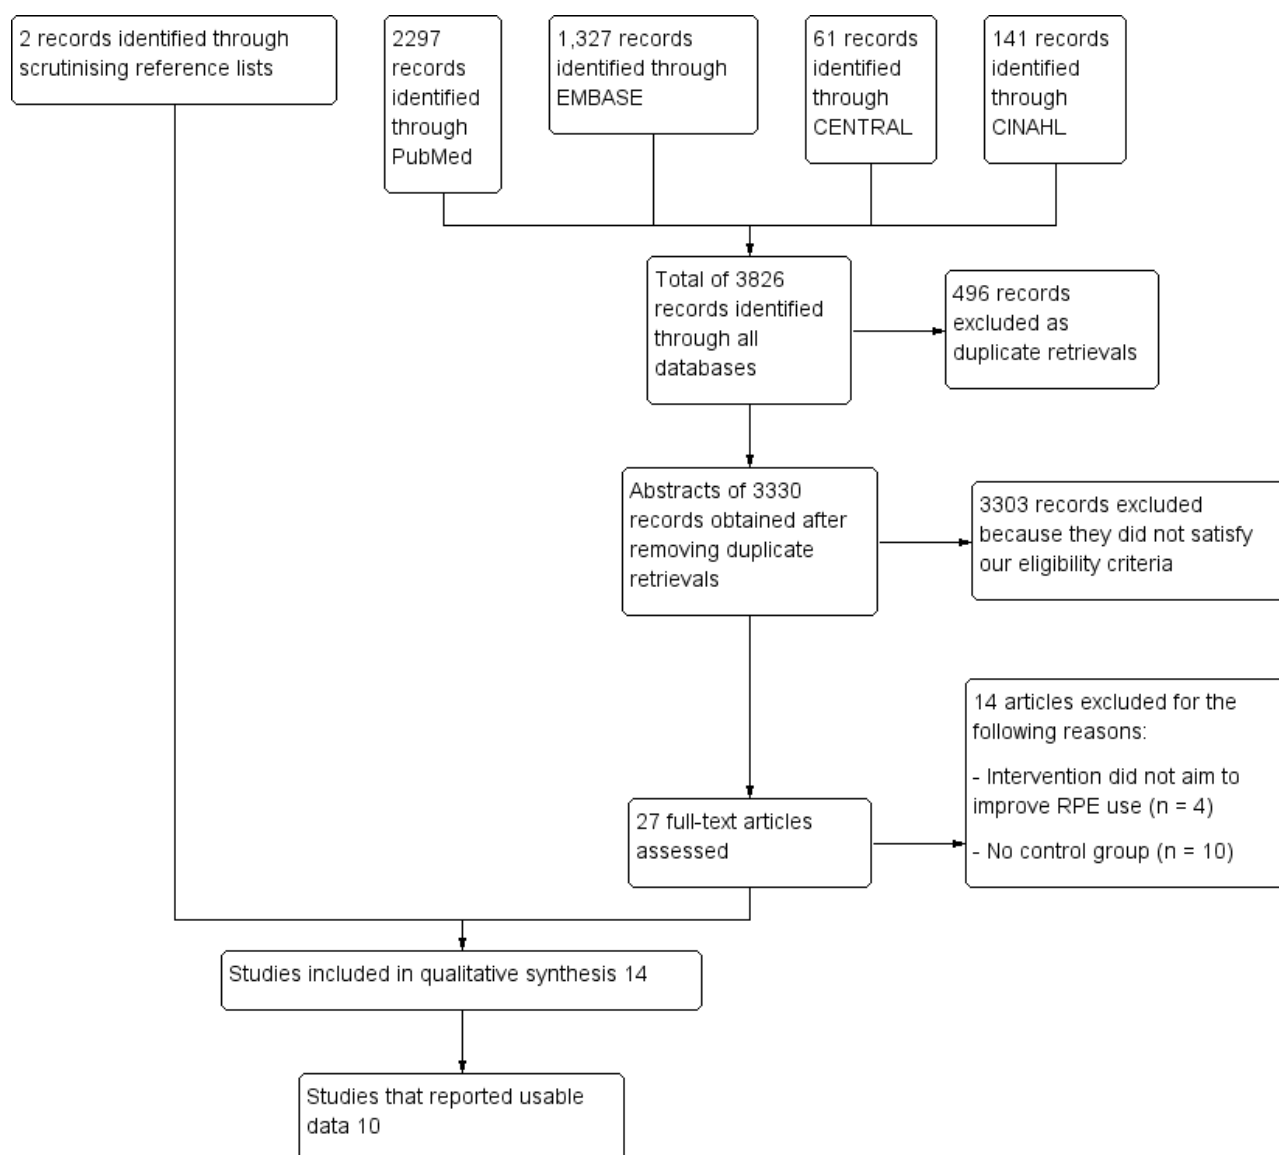 2 records identified through
scrutinising reference lists
2297
records
identified
through
PubMed
1,327 records
identified through
EMBASE
61 records
identified
through
CENTRAL
141 records
identified
through
CINAHL
Total of 3826
records identified
through all
databases
496 records
excluded as
duplicate retrievals
Abstracts of 3330
records obtained after
removing duplicate
retrievals
3303 records excluded
because they did not satisfy
our eligibility criteria
14 articles excluded for the
following reasons:
- Intervention did not aim to
improve RPE use (n = 4)
- No control group (n = 10)
27 full-text articles
assessed
Studies included in qualitative synthesis 14
Studies that reported usable
data 10